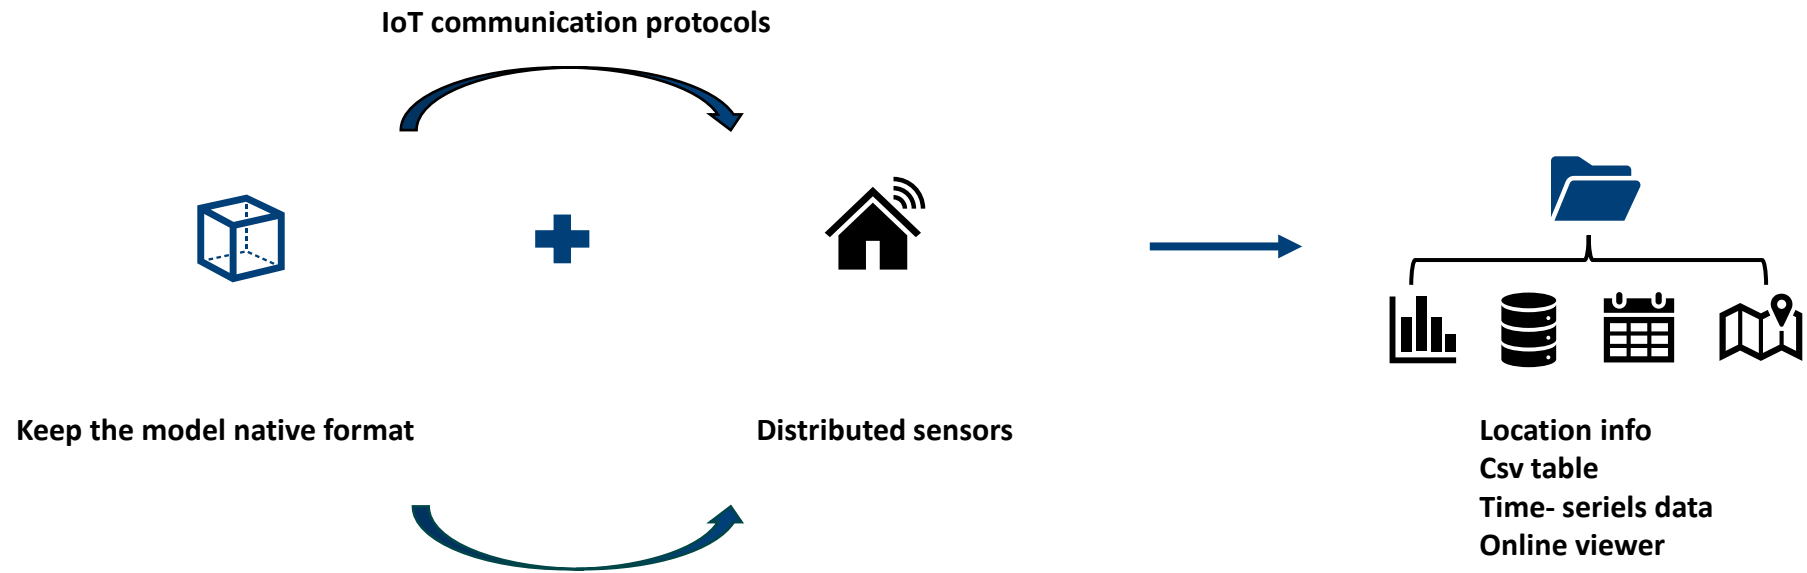 IoT communication protocols
Keep the model native format
Distributed sensors
Location info
Csv table
Time- seriels data
Online viewer